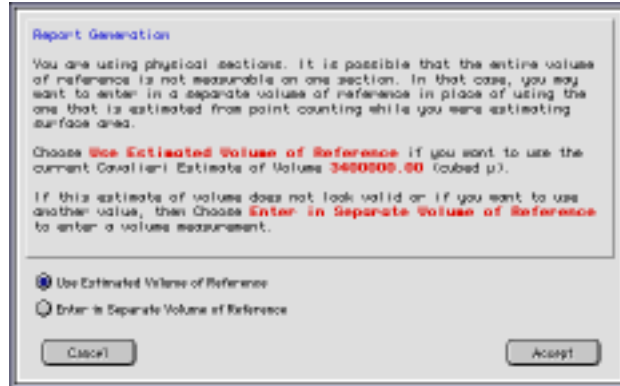 Report Generation
You are using physical sections. It is possible that the entire volume
of reference is not measurable on one section. In that case, you may
want to enter in a separate volume of reference in place of using the
one that is estimated from point counting while you were estimating
surface area.
Choose Use Estimated Volume of Reference if you want to use the
current Cavalieri Estimate of Volume 3400000.00 (cubed µ).
If this estimate of volume does not look valid or if you want to use
another value, then Choose Enter in Separate Volume of Reference
to enter a volume measurement.
Use Estimated Volume of Reference
Enter in Separate Volume of Reference
Cancel
Accept